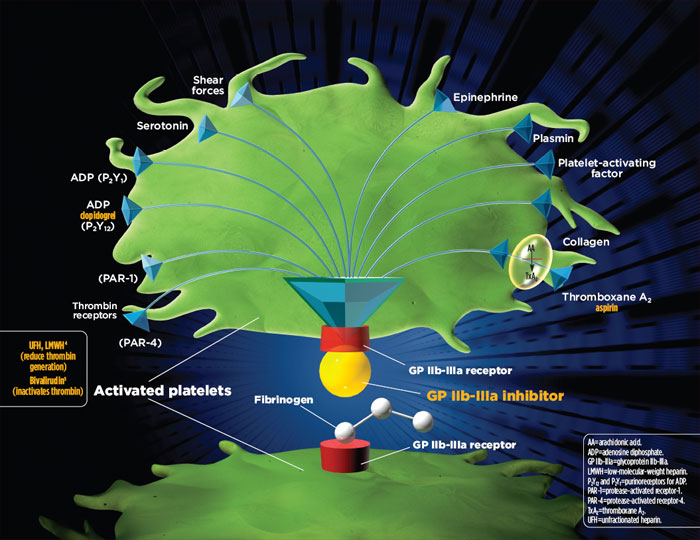 Shear
forces
Epinephrine
Serotonin
Plasmin
ADP (P2Y1)
Platelet-activating
factor
ADP
clopidogrel
(P2Y12)
Collagen
AA
TxA2
(PAR-1)
Thromboxane A2
aspirin
Thrombin
receptors
(PAR-4)
UFH, LMWH4
(reduce thrombin
generation)
Bivalirudin5
(inactivates thrombin)
GP IIb-IIIa receptor
Activated platelets
GP IIb-IIIa inhibitor
Fibrinogen
GP IIb-IIIa receptor
AA=arachidonic acid.
ADP=adenosine diphosphate.
GP IIb-IIIa=glycoprotein IIb-IIIa.
LMWH=low-molecular-weight heparin.
P2Y12 and P2Y1=purinoreceptors for ADP.
PAR-1=protease-activated receptor-1.
PAR-4=protease-activated receptor-4.
TxA2=thromboxane A2.
UFH=unfractionated heparin.